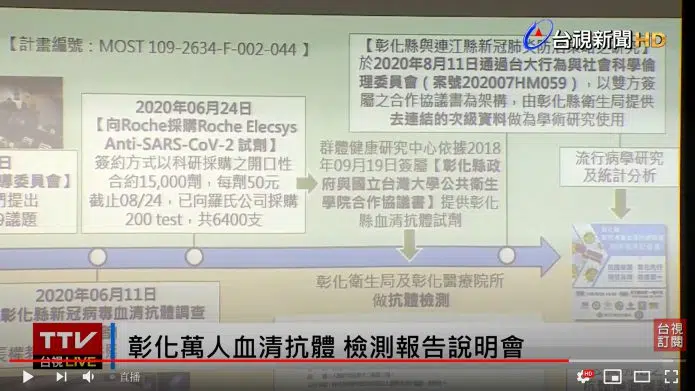 【計畫編號：MOST 109-2634-F-002-044 】
台視新聞HD
【彰化縣與連江縣新冠肺炎
於2020年8月11日通過台大行為與社會科學倫
理委員會（案號202007HM059），以雙方簽
屬之合作協議書為架構，由彰化縣衛生局提供
去連結的次級資料做為學術研究使用
2020年06月24日
【向Roche採購Roche Elecsys
Anti-SARS-CoV-2 試劑】
簽約方式以科研採購之開口性
合約15,000劑，每劑50元
截止08/24，已向羅氏公司採購
200 test，共6400支
日
導委員會】
們提出
9議題
群體健康研究中心依據2018
年09月19日簽屬【彰化縣政
府與國立台灣大學公共衛生
學院合作協議書】提供彰化
縣血清抗體試劑
流行病學研究
及統計分析
彰化衛生局及彰化醫療院所
做抗體檢測
2020年06月11日
彰化縣新冠病毒血清抗體調查
TTV
台視LIVE
彰化萬人血清抗體 檢測報告說明會
台視
訂閱
直播
HD